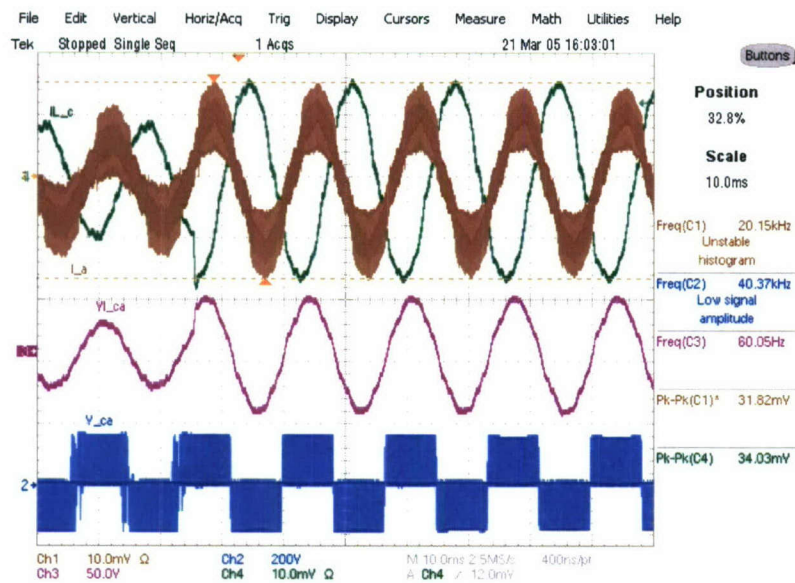 File Edit Vertical Horiz/Acq Trig Display Cursors Measure Math Utilities Help
Tek Stopped Single Seq 1 Acqs 21 Mar 05 16:03:01
Buttons
Position
32.8%
Scale
10.0ms
IL_c
I_a
Vl_ca
V_ca
2
Freq(C1) 20.15kHz
Unstable
histogram
Freq(C2) 40.37kHz
Low signal
amplitude
Freq(C3) 60.05Hz
Pk-Pk(C1)* 31.82mV
Pk-Pk(C4) 34.03mV
Ch1 10.0mV Ω Ch2 200V M 10.0ms 2.5MS/s 400ns/pt
Ch3 50.0V Ch4 10.0mV Ω A Ch4 12.0mV